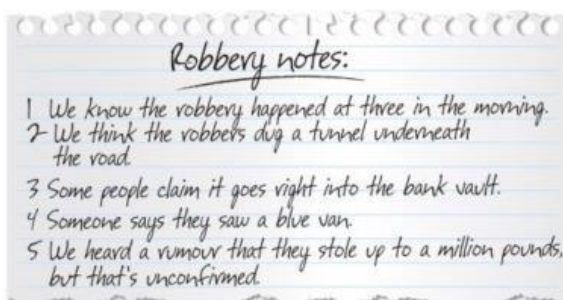 Robbery notes:
1 We know the robbery happened at three in the morning.
2 We think the robbers dug a tunnel underneath
the road.
3 Some people claim it goes right into the bank vault.
4 Someone says they saw a blue van.
5 We heard a rumour that they stole up to a million pounds,
but that's unconfirmed.